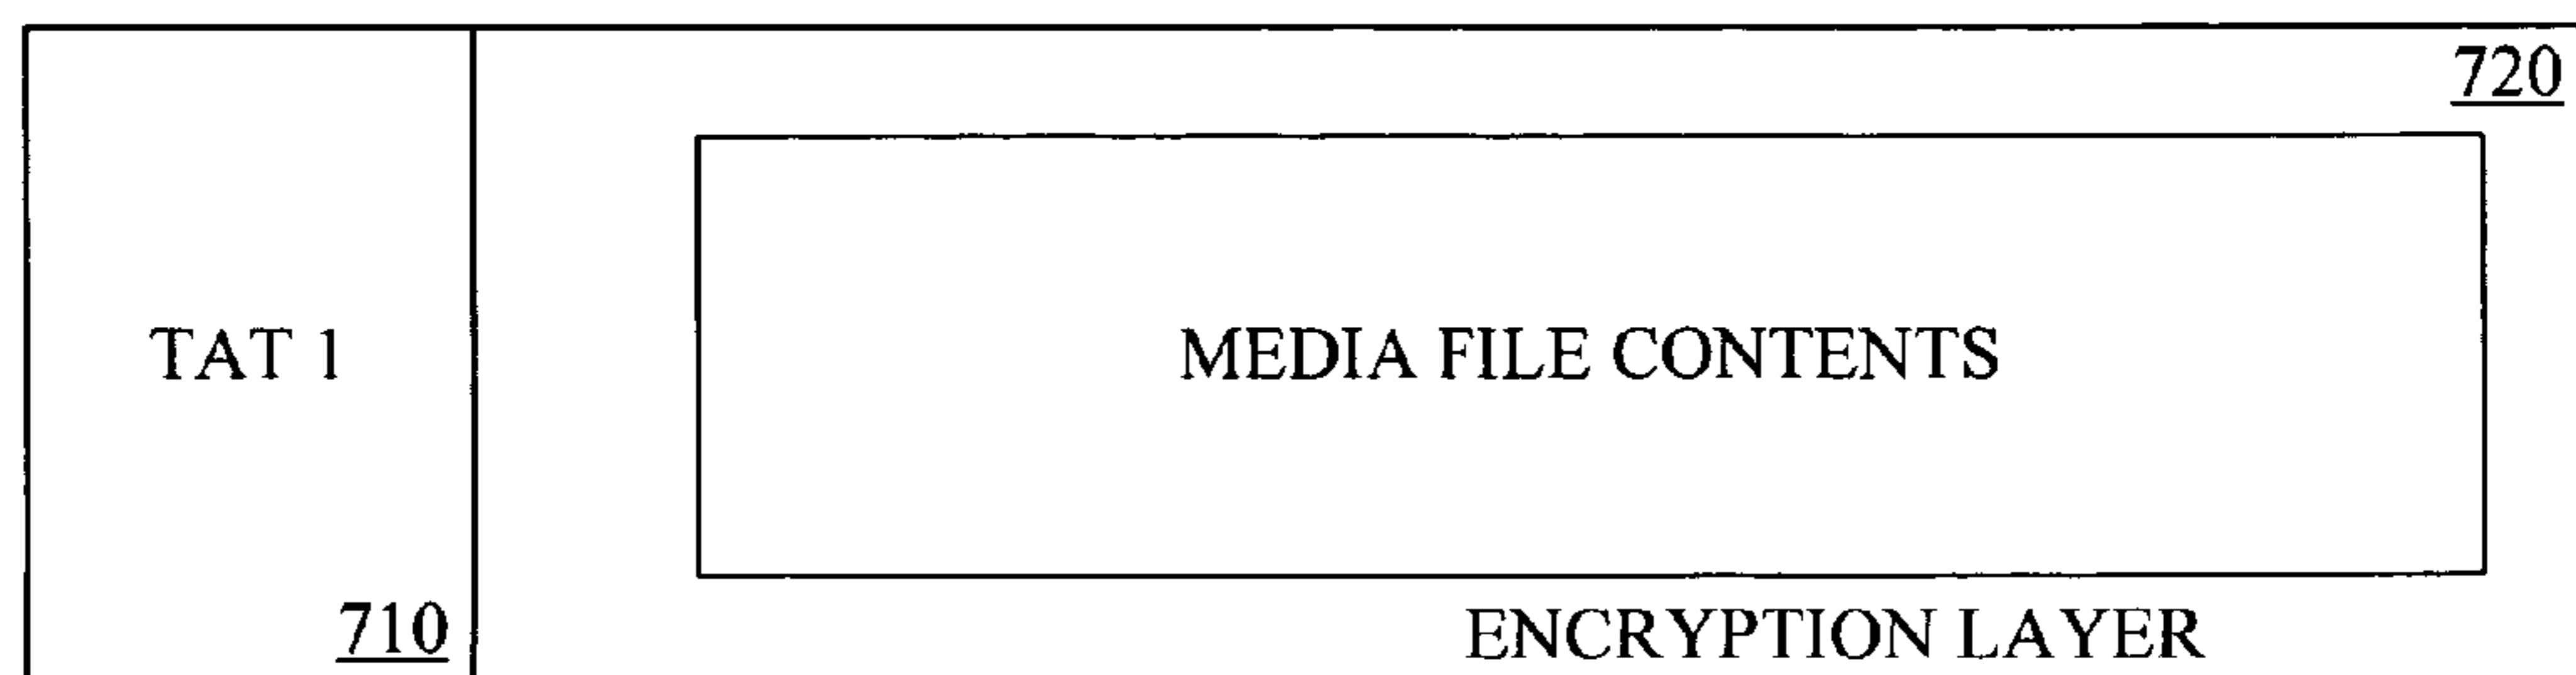 720
TAT 1
MEDIA FILE CONTENTS
710
ENCRYPTION LAYER